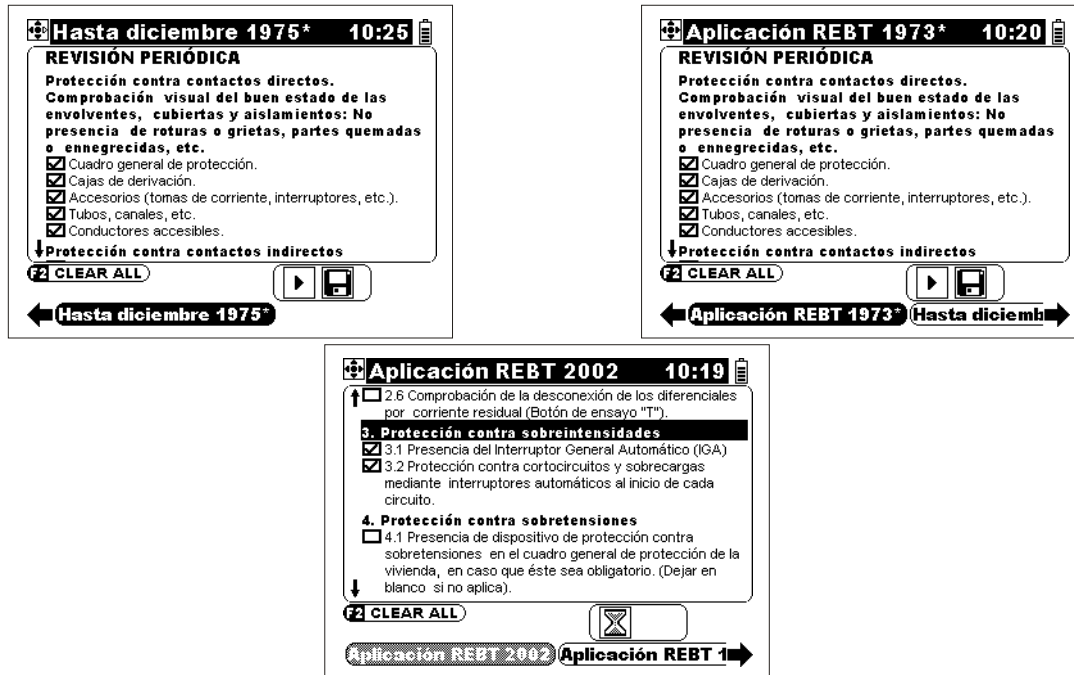 Hasta diciembre 1975* 10:25
REVISIÓN PERIÓDICA
Protección contra contactos directos.
Comprobación visual del buen estado de las
envolventes, cubiertas y aislamientos: No
presencia de roturas o grietas, partes quemadas
o ennegrecidas, etc.
Cuadro general de protección.
Cajas de derivación.
Accesorios (tomas de corriente, interruptores, etc.).
Tubos, canales, etc.
Conductores accesibles.
Protección contra contactos indirectos
F2 CLEAR ALL
Hasta diciembre 1975*
Aplicación REBT 1973* 10:20
REVISIÓN PERIÓDICA
Protección contra contactos directos.
Comprobación visual del buen estado de las
envolventes, cubiertas y aislamientos: No
presencia de roturas o grietas, partes quemadas
o ennegrecidas, etc.
Cuadro general de protección.
Cajas de derivación.
Accesorios (tomas de corriente, interruptores, etc.).
Tubos, canales, etc.
Conductores accesibles.
Protección contra contactos indirectos
F2 CLEAR ALL
Aplicación REBT 1973* Hasta diciemb
Aplicación REBT 2002 10:19
2.6 Comprobación de la desconexión de los diferenciales
por corriente residual (Botón de ensayo "T").
3. Protección contra sobreintensidades
3.1 Presencia del Interruptor General Automático (IGA)
3.2 Protección contra cortocircuitos y sobrecargas
mediante interruptores automáticos al inicio de cada
circuito.
4. Protección contra sobretensiones
4.1 Presencia de dispositivo de protección contra
sobretensiones en el cuadro general de protección de la
vivienda, en caso que éste sea obligatorio. (Dejar en
blanco si no aplica).
F2 CLEAR ALL
Aplicación REBT 2002 Aplicación REBT 1